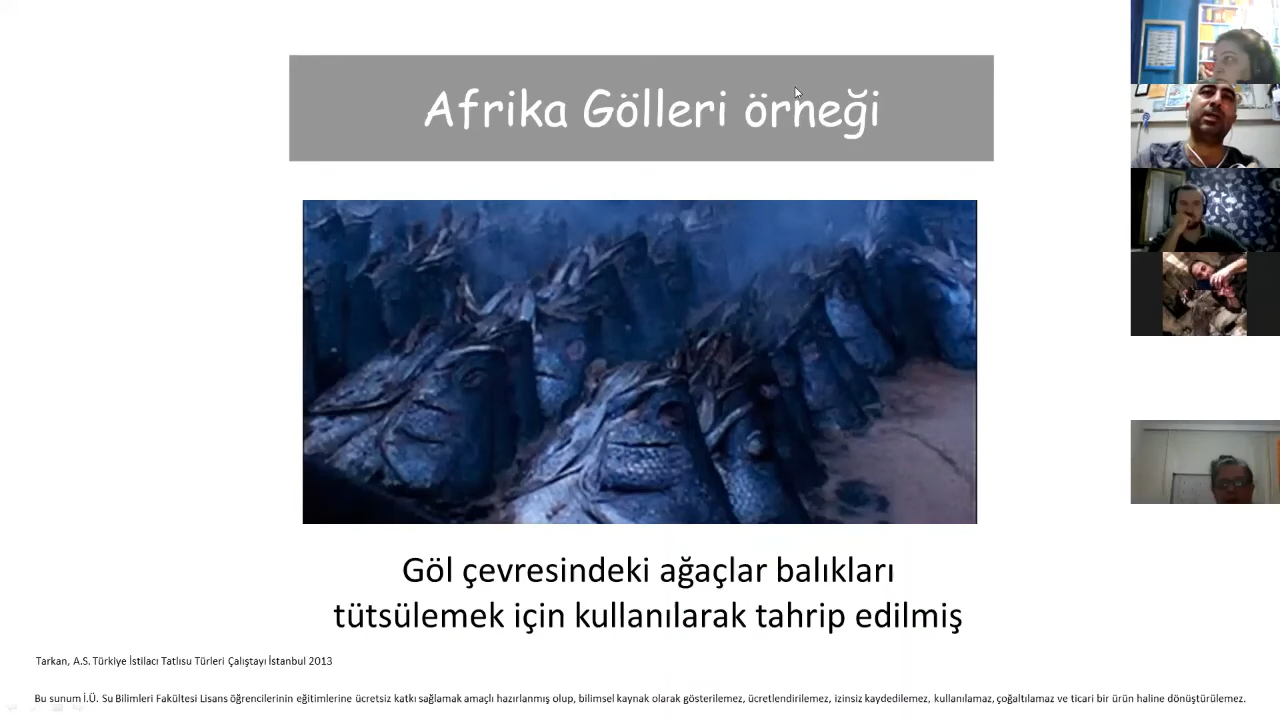 Afrika Gölleri örneği
Göl çevresindeki ağaçlar balıkları
tütsülemek için kullanılarak tahrip edilmiş
Tarkan, A.S. Türkiye İstilacı Tatlısu Türleri Çalıştayı İstanbul 2013
Bu sunum İ.Ü. Su Bilimleri Fakültesi Lisans öğrencilerinin eğitimlerine ücretsiz katkı sağlamak amaçlı hazırlanmış olup, bilimsel kaynak olarak gösterilemez, ücretlendirilemez, izinsiz kaydedilemez, kullanılamaz, çoğaltılamaz ve ticari bir ürün haline dönüştürülemez.